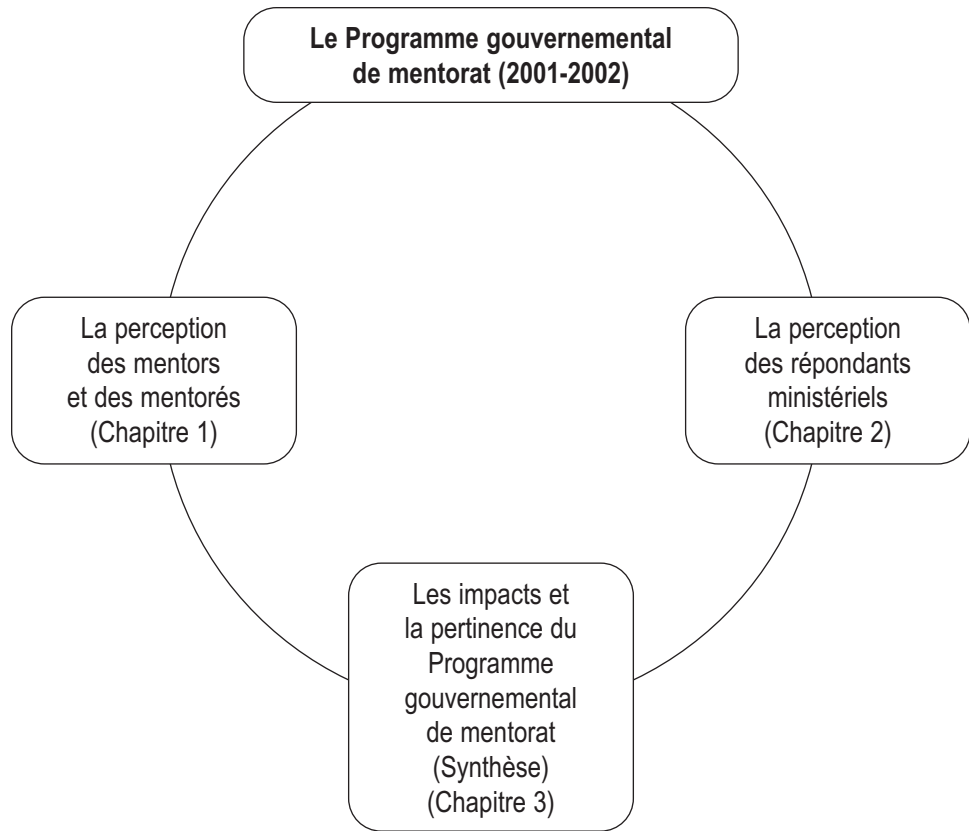 Le Programme gouvernemental
de mentorat (2001-2002)
La perception
des mentors
et des mentorés
(Chapitre 1)
La perception
des répondants
ministériels
(Chapitre 2)
Les impacts et
la pertinence du
Programme
gouvernemental
de mentorat
(Synthèse)
(Chapitre 3)